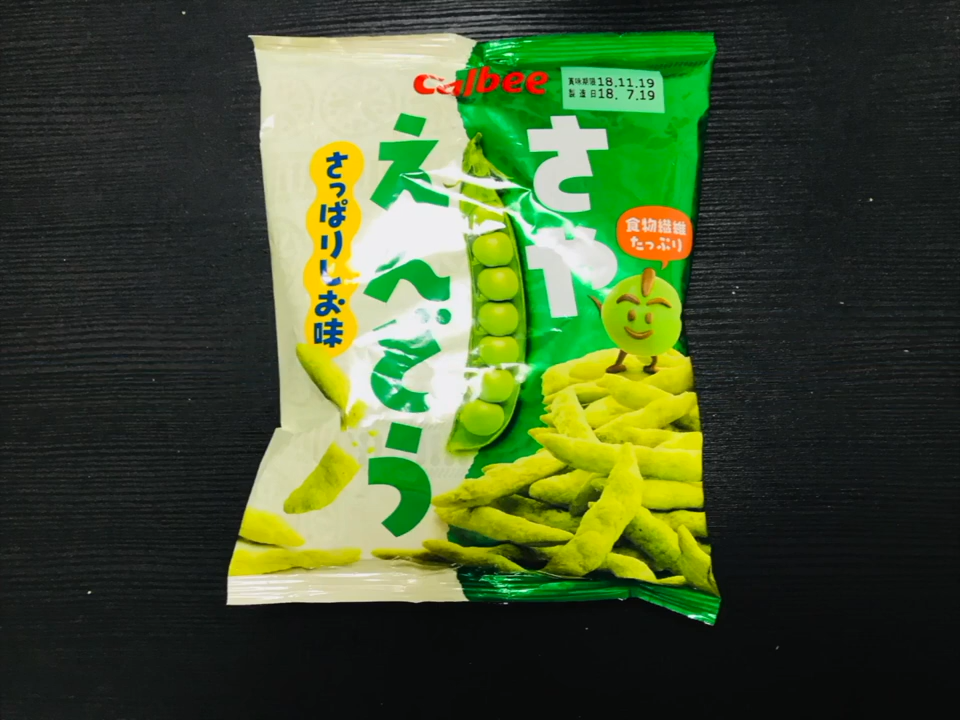 calbee
賞味期限18.11.19
製造日18. 7.19
さや
えんどう
さっぱりしお味
食物繊維
たっぷり